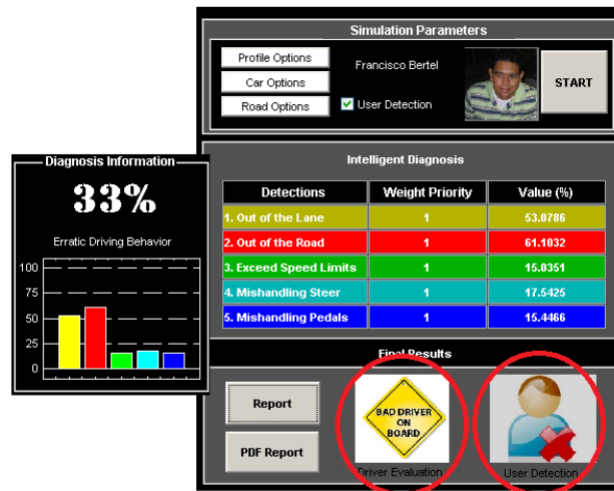 Simulation Parameters
Profile Options
Car Options
Road Options
Francisco Bertel
User Detection
START
Diagnosis Information
33%
Erratic Driving Behavior
100
75
50
25
0
Intelligent Diagnosis
Detections Weight Priority Value (%)
1. Out of the Lane 1 53.0786
2. Out of the Road 1 61.1032
3. Exceed Speed Limits 1 15.0351
4. Mishandling Steer 1 17.5425
5. Mishandling Pedals 1 15.4466
Final Results
Report
PDF Report
BAD DRIVER
ON
BOARD
Driver Evaluation
User Detection